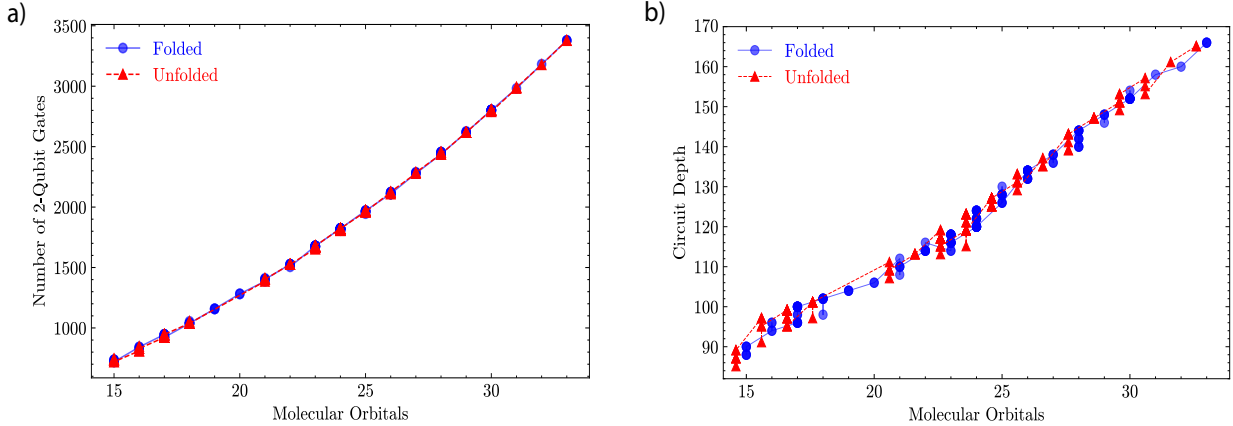 a)
Number of 2-Qubit Gates
3500
3000
2500
2000
1500
1000
Folded
Unfolded
15
20
25
30
Molecular Orbitals
b)
Circuit Depth
170
160
150
140
130
120
110
100
90
Folded
Unfolded
15
20
25
30
Molecular Orbitals